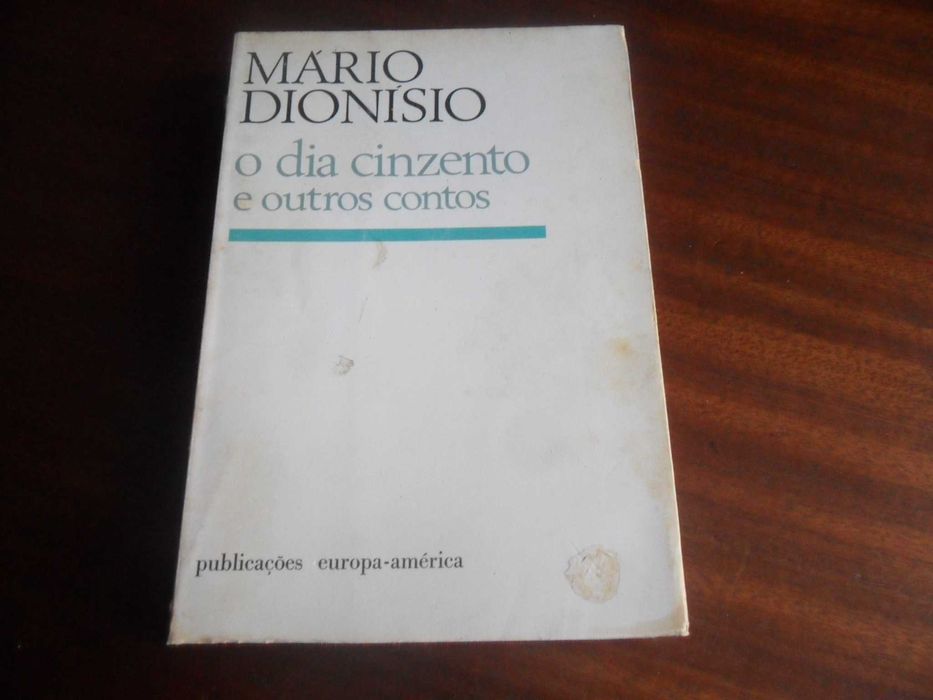 MÁRIO
DIONÍSIO
o dia cinzento
e outros contos
publicações europa-américa